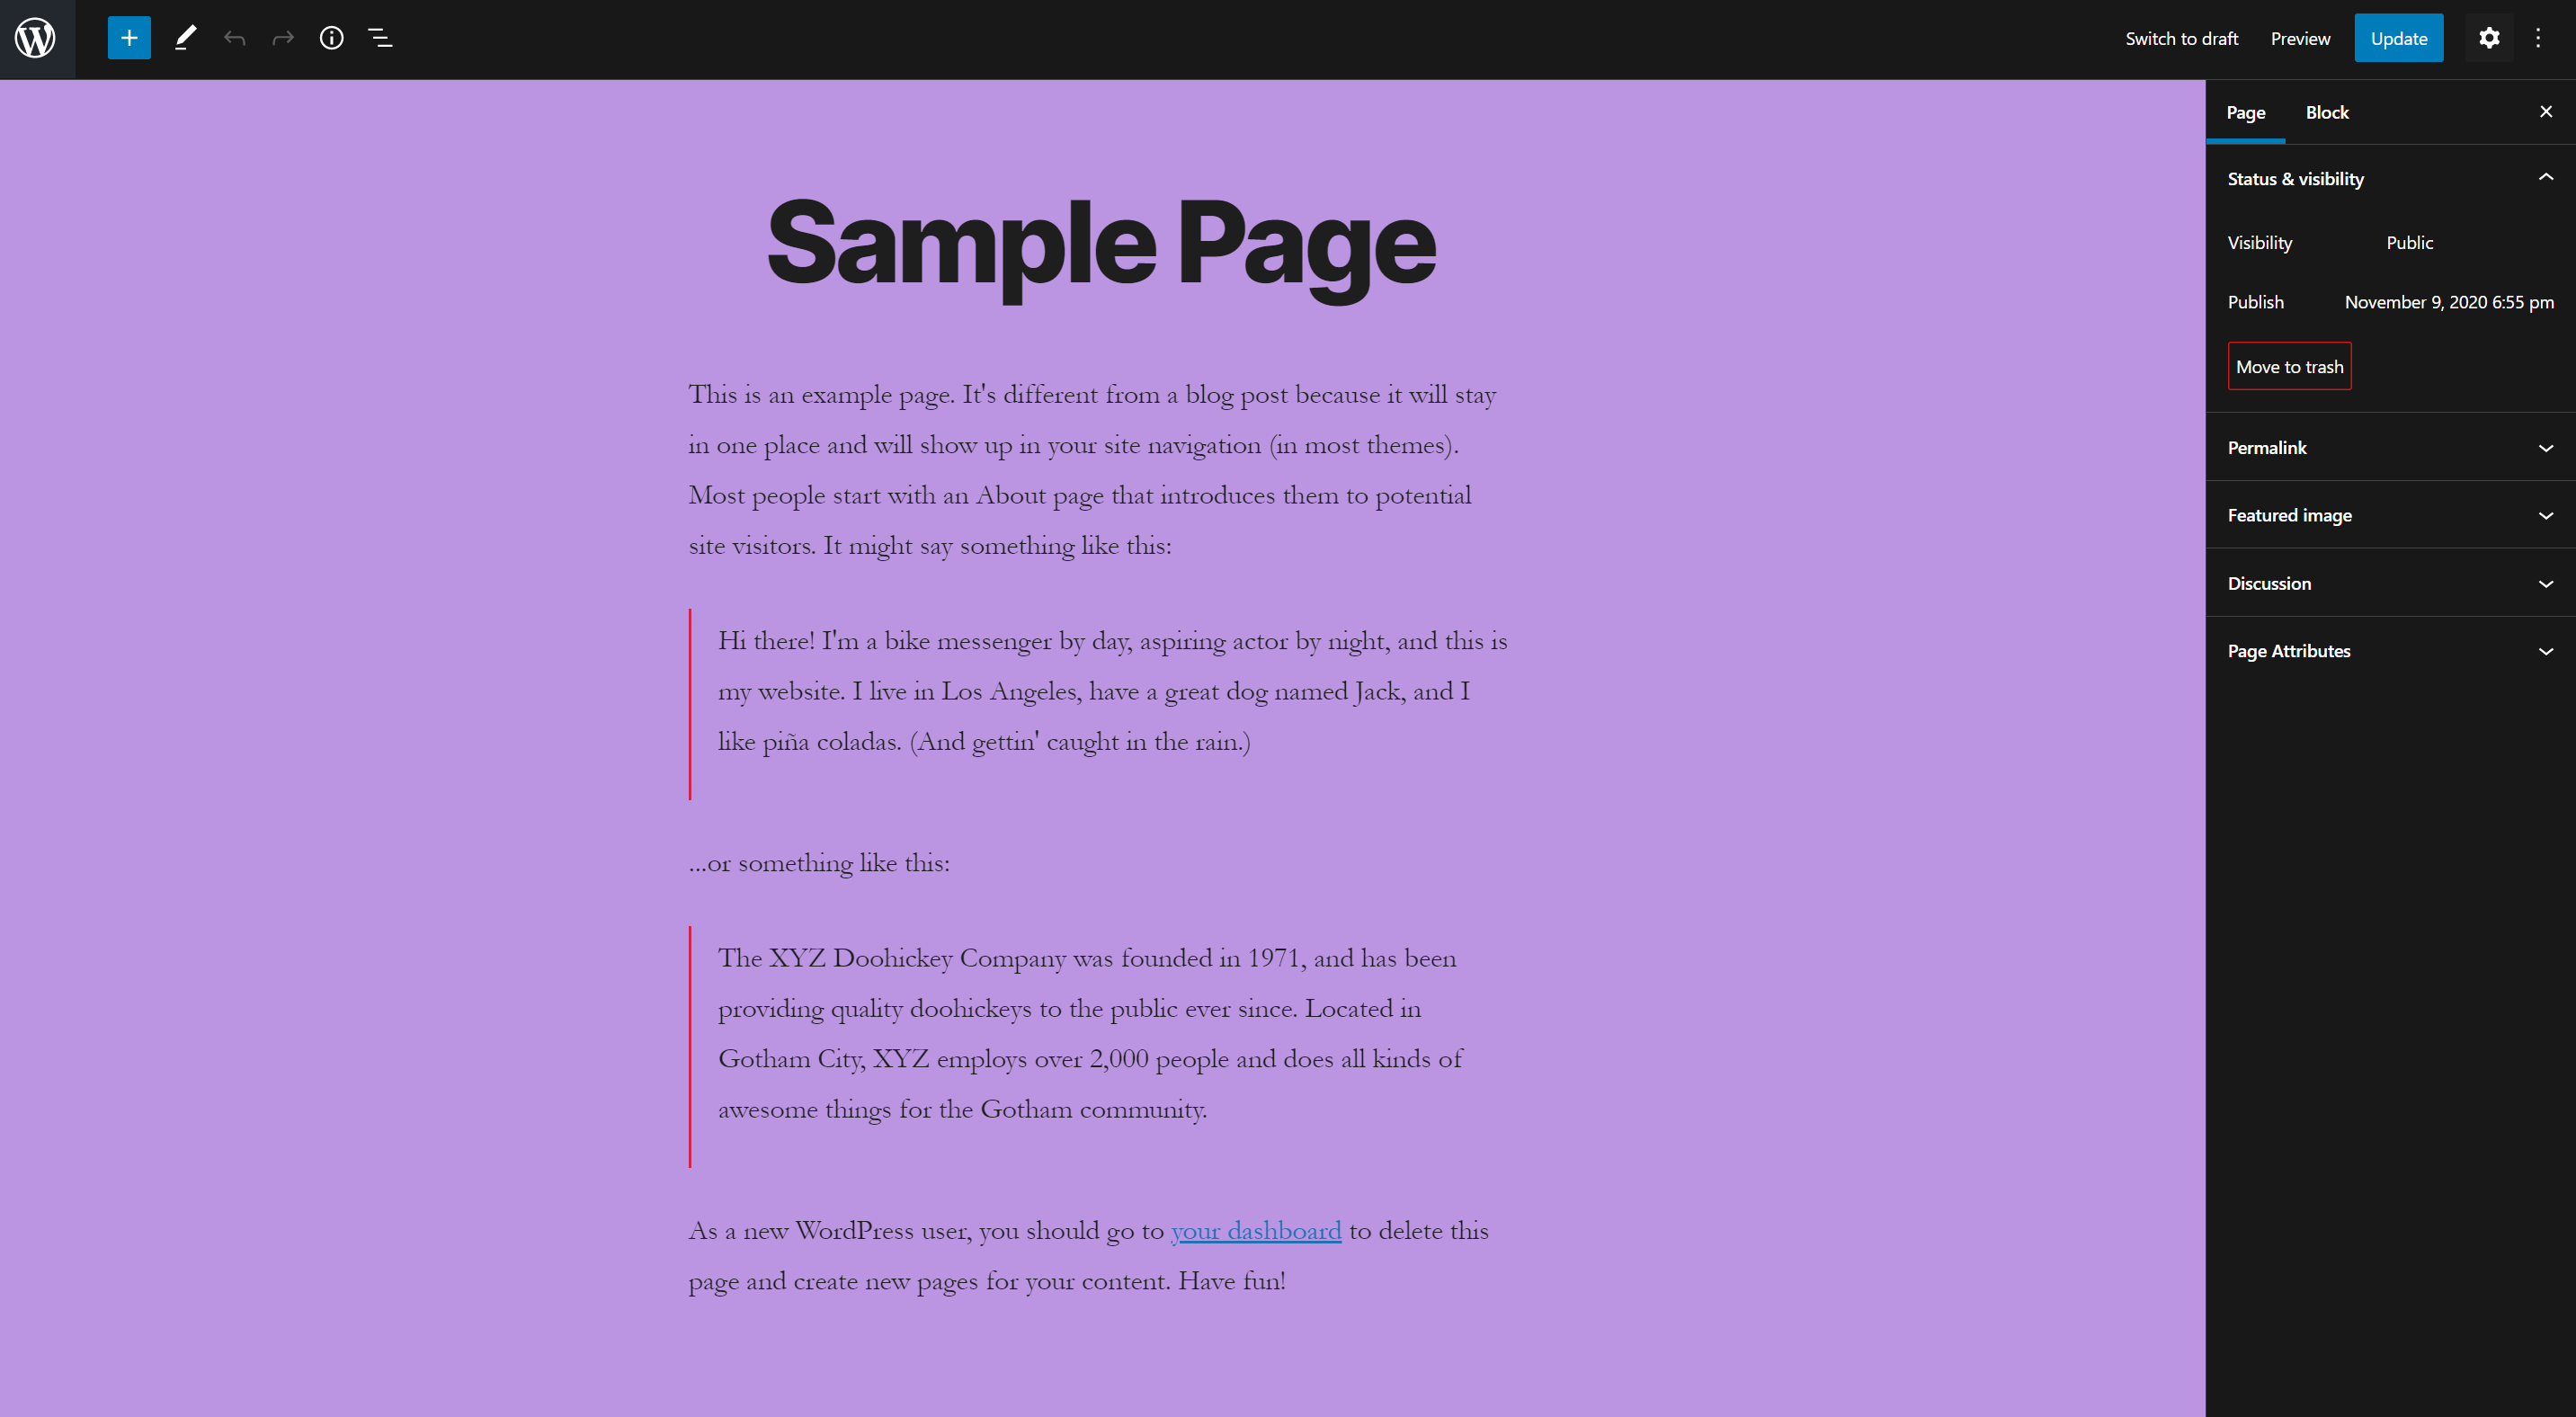 Switch to draft Preview Update
Page Block
Status & visibility
Visibility Public
Publish November 9, 2020 6:55 pm
Move to trash
Permalink
Featured image
Discussion
Page Attributes
Sample Page
This is an example page. It's different from a blog post because it will stay
in one place and will show up in your site navigation (in most themes).
Most people start with an About page that introduces them to potential
site visitors. It might say something like this:
Hi there! I'm a bike messenger by day, aspiring actor by night, and this is
my website. I live in Los Angeles, have a great dog named Jack, and I
like piña coladas. (And gettin' caught in the rain.)
...or something like this:
The XYZ Doohickey Company was founded in 1971, and has been
providing quality doohickeys to the public ever since. Located in
Gotham City, XYZ employs over 2,000 people and does all kinds of
awesome things for the Gotham community.
As a new WordPress user, you should go to your dashboard to delete this
page and create new pages for your content. Have fun!